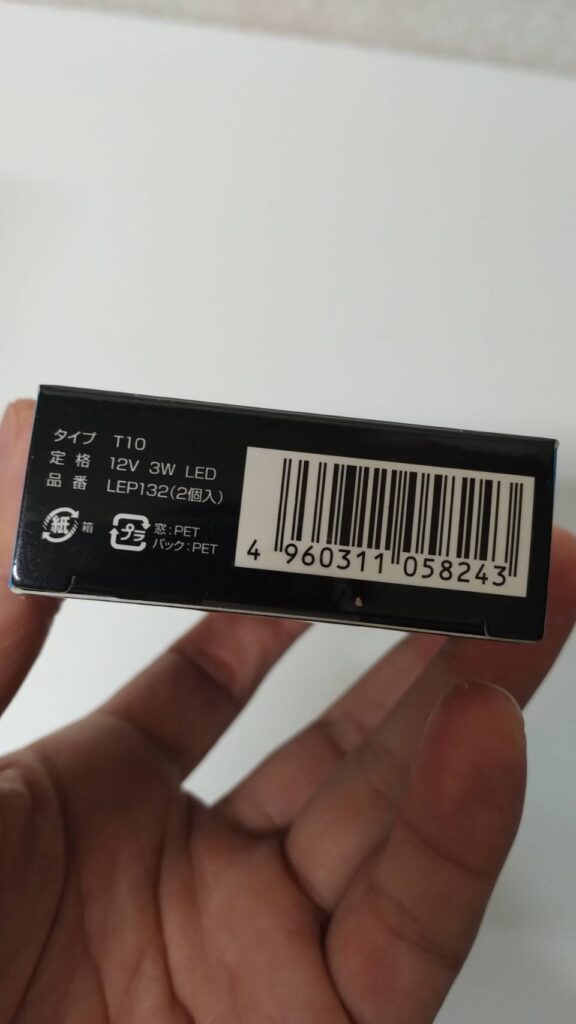 タイプ T10
定格 12V 3W LED
品番 LEP132(2個入)
紙 箱
プラ 窓:PET
パック:PET
4 960311 058243